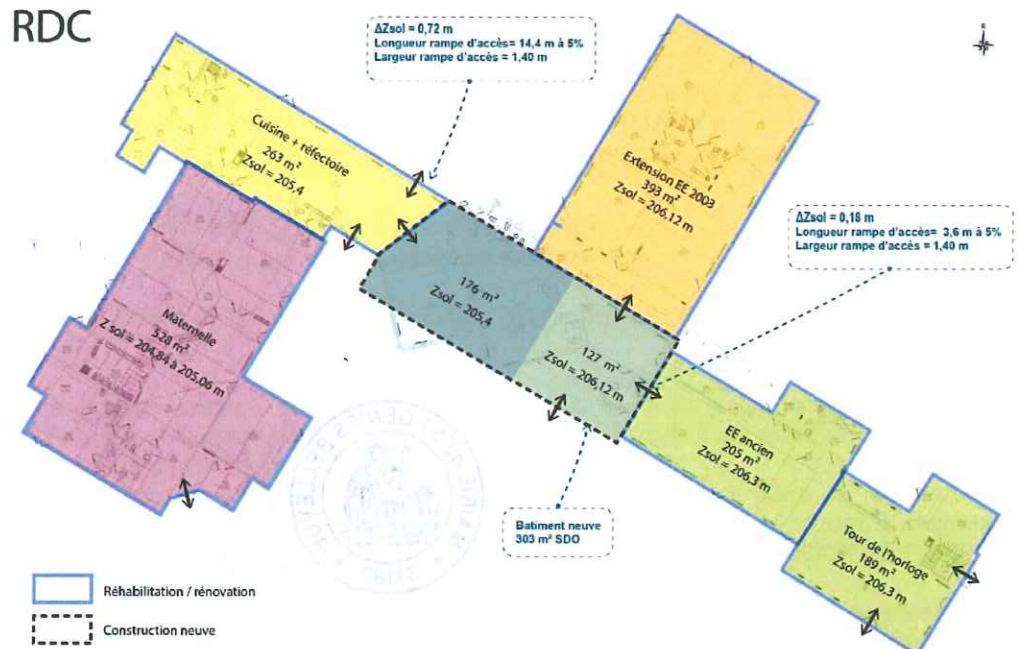 RDC
ΔZsol = 0,72 m
Longueur rampe d'accès= 14,4 m à 5%
Largeur rampe d'accès = 1,40 m
Cuisine + réfectoire
263 m²
Zsol = 205,4
Extension EE 2003
393 m²
Zsol = 206,12 m
ΔZsol = 0,18 m
Longueur rampe d'accès= 3,6 m à 5%
Largeur rampe d'accès = 1,40 m
Maternelle
528 m²
Z sol = 204,84 à 205,06 m
176 m²
Zsol = 205,4
127 m²
Zsol = 206,12 m
EE ancien
205 m²
Zsol = 206,3 m
Batiment neuve
303 m² SDO
Tour de l'horloge
189 m²
Zsol = 206,3 m
Réhabilitation / rénovation
Construction neuve